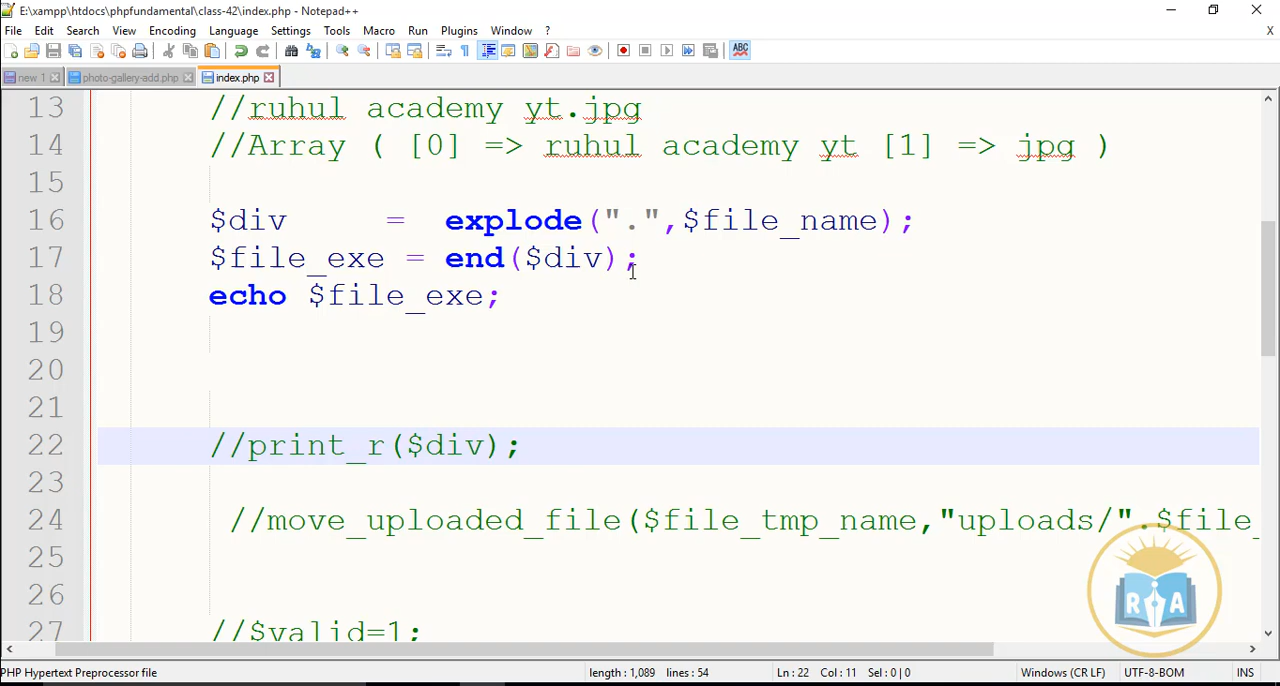 E:\xampp\htdocs\phpfundamental\class-42\index.php - Notepad++
File Edit Search View Encoding Language Settings Tools Macro Run Plugins Window ?
X
ABC
new 1 photo-gallery-add.php index.php
13 //ruhul academy yt.jpg
14 //Array ( [0] => ruhul academy yt [1] => jpg )
15
16 $div = explode(".",$file_name);
17 $file_exe = end($div);
18 echo $file_exe;
19
20
21
22 //print_r($div);
23
24 //move_uploaded_file($file_tmp_name,"uploads/".$file_
25
26
27 //$valid=1;
R A
PHP Hypertext Preprocessor file length : 1,089 lines : 54 Ln : 22 Col : 11 Sel : 0 | 0 Windows (CR LF) UTF-8-BOM INS